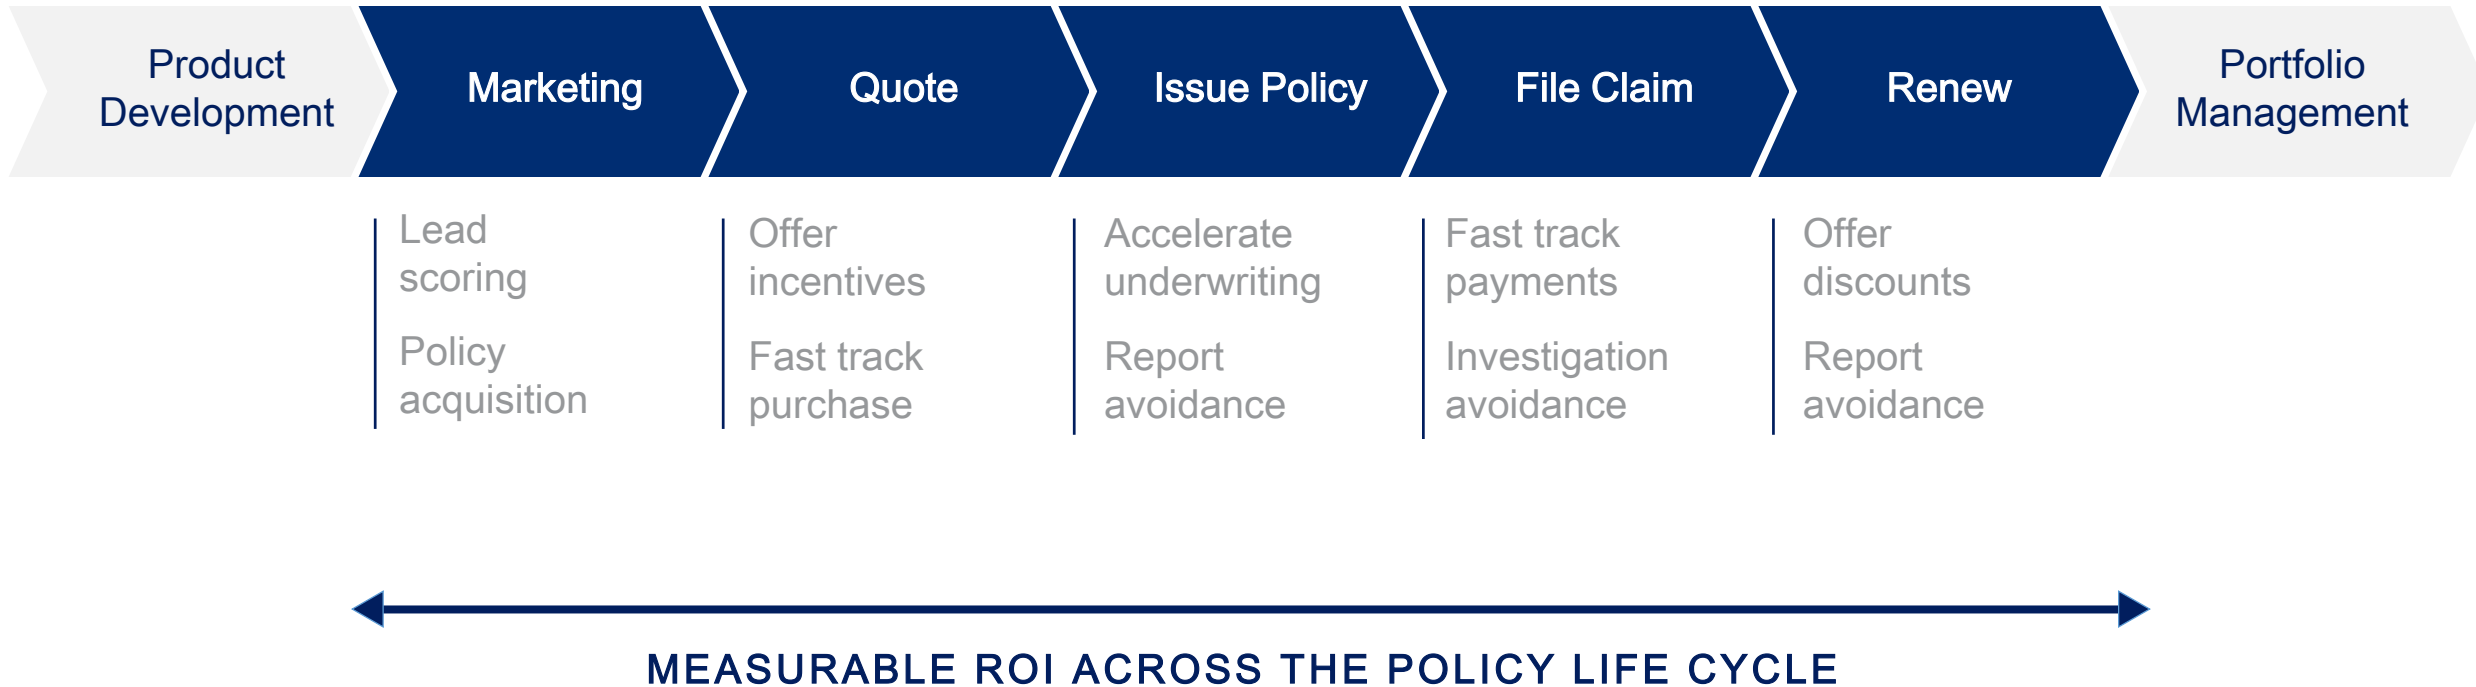 Product
Development
Marketing
Quote
Issue Policy
File Claim
Renew
Portfolio
Management
Lead
scoring
Policy
acquisition
Offer
incentives
Fast track
purchase
Accelerate
underwriting
Report
avoidance
Fast track
payments
Investigation
avoidance
Offer
discounts
Report
avoidance
MEASURABLE ROI ACROSS THE POLICY LIFE CYCLE